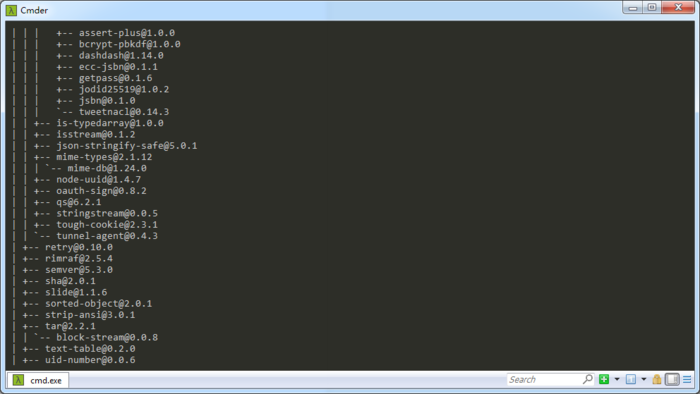 Cmder
| | |   +-- assert-plus@1.0.0
| | |   +-- bcrypt-pbkdf@1.0.0
| | |   +-- dashdash@1.14.0
| | |   +-- ecc-jsbn@0.1.1
| | |   +-- getpass@0.1.6
| | |   +-- jodid25519@1.0.2
| | |   +-- jsbn@0.1.0
| | |   `-- tweetnacl@0.14.3
| | +-- is-typedarray@1.0.0
| | +-- isstream@0.1.2
| | +-- json-stringify-safe@5.0.1
| | +-- mime-types@2.1.12
| | | `-- mime-db@1.24.0
| | +-- node-uuid@1.4.7
| | +-- oauth-sign@0.8.2
| | +-- qs@6.2.1
| | +-- stringstream@0.0.5
| | +-- tough-cookie@2.3.1
| | `-- tunnel-agent@0.4.3
| +-- retry@0.10.0
| +-- rimraf@2.5.4
| +-- semver@5.3.0
| +-- sha@2.0.1
| +-- slide@1.1.6
| +-- sorted-object@2.0.1
| +-- strip-ansi@3.0.1
| +-- tar@2.2.1
| | `-- block-stream@0.0.8
| +-- text-table@0.2.0
| +-- uid-number@0.0.6
cmd.exe Search